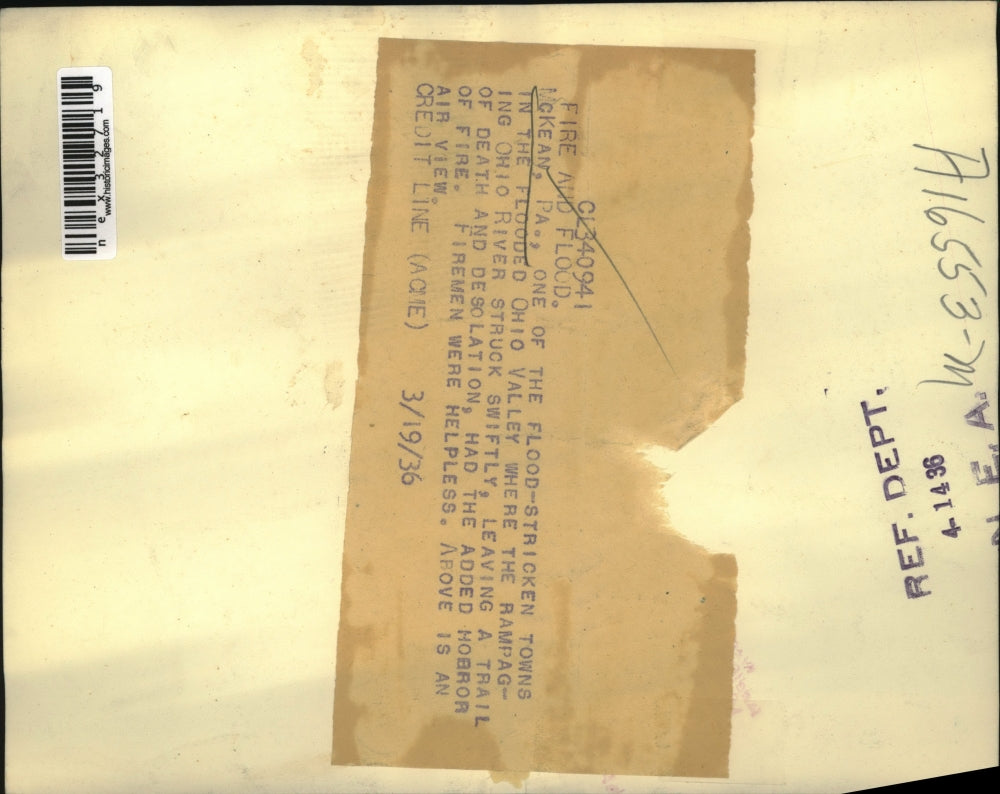 CL340941
FIRE AND FLOOD.
MCKEAN, PA., ONE OF THE FLOOD-STRICKEN TOWNS
IN THE FLOODED OHIO VALLEY WHERE THE RAMPAG-
ING OHIO RIVER STRUCK SWIFTLY, LEAVING A TRAIL
OF DEATH AND DESOLATION, HAD THE ADDED HORROR
OF FIRE. FIREMEN WERE HELPLESS. ABOVE IS AN
AIR VIEW.
CREDIT LINE (ACME) 3/19/36
A16553-M
REF. DEPT.
4-14-36
N. E. A.
www.historicimages.com
nex32719